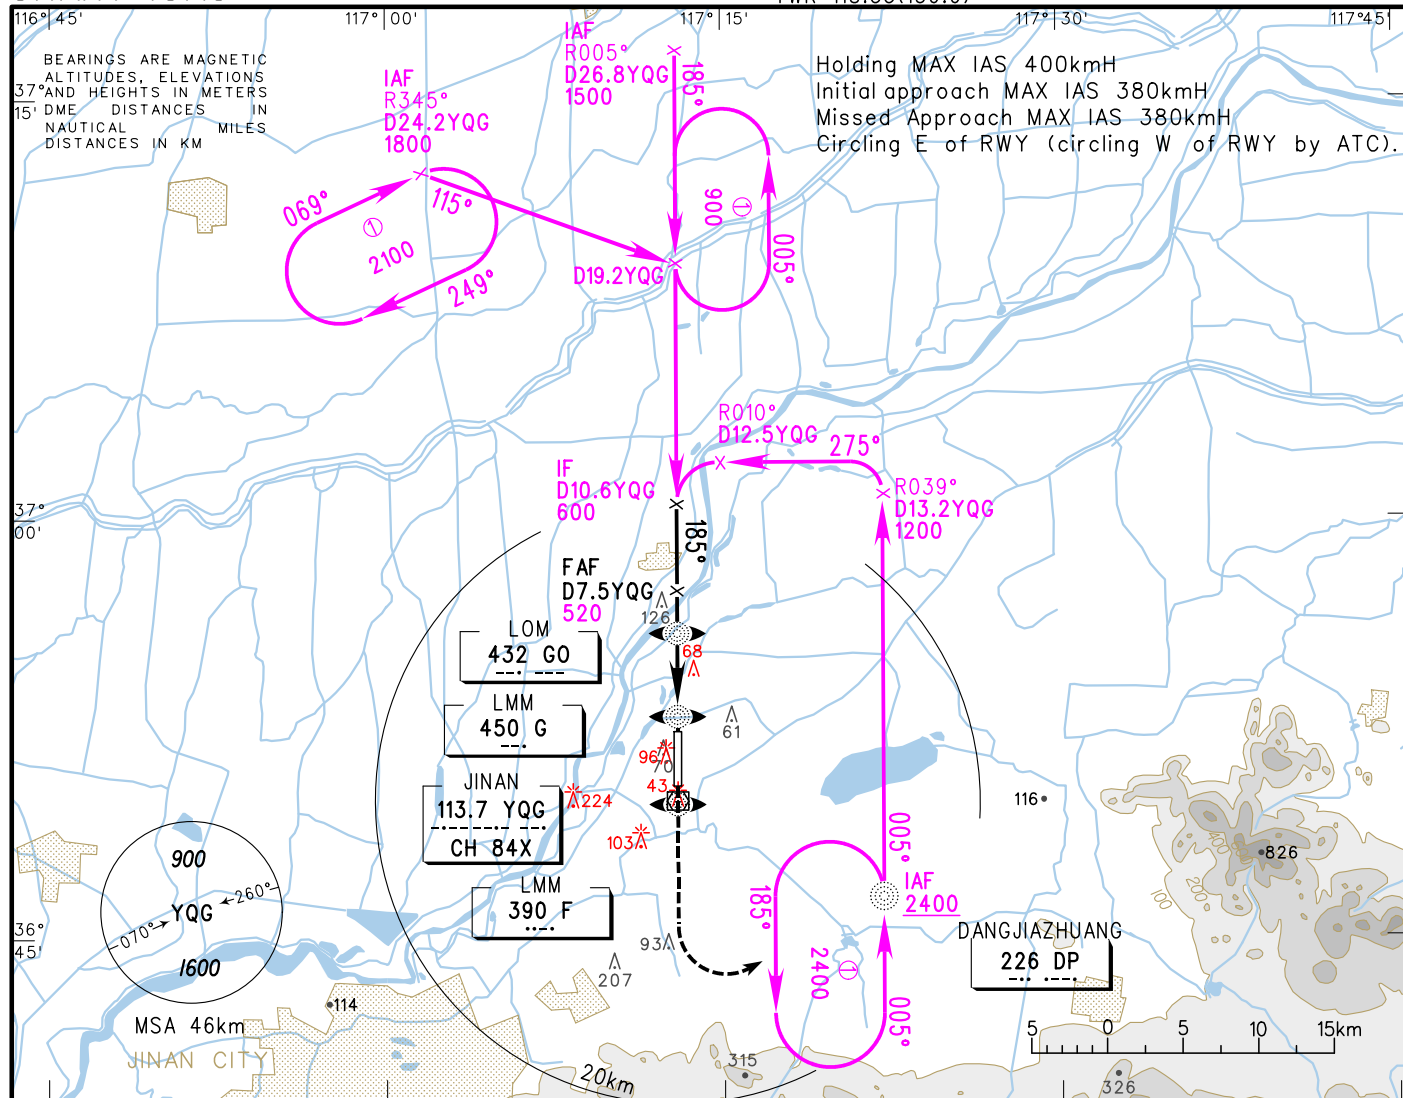 116°45'
117°00'
117°15'
117°30'
117°45'
BEARINGS ARE MAGNETIC
ALTITUDES, ELEVATIONS
AND HEIGHTS IN METERS
DME DISTANCES IN
NAUTICAL MILES
DISTANCES IN KM
37°
15'
Holding MAX IAS 400kmH
Initial approach MAX IAS 380kmH
Missed Approach MAX IAS 380kmH
Circling E of RWY (circling W of RWY by ATC).
IAF
R005°
D26.8YQG
1500
185°
IAF
R345°
D24.2YQG
1800
069°
115°
1
2100
249°
900
1
005°
D19.2YQG
R010°
D12.5YQG
275°
IF
D10.6YQG
600
R039°
D13.2YQG
1200
37°
00'
185°
FAF
D7.5YQG
520
126
LOM
432 GO
68
LMM
450 G
61
96
70
JINAN
113.7 YQG
CH 84X
43
224
103
116
826
400
200
100
LMM
390 F
005°
185°
IAF
2400
900
YQG
260°
070°
1600
MSA 46km
36°
45'
93
207
2400
1
005°
DANGJIAZHUANG
226 DP
114
JINAN CITY
5 0 5 10 15km
315
326
20km